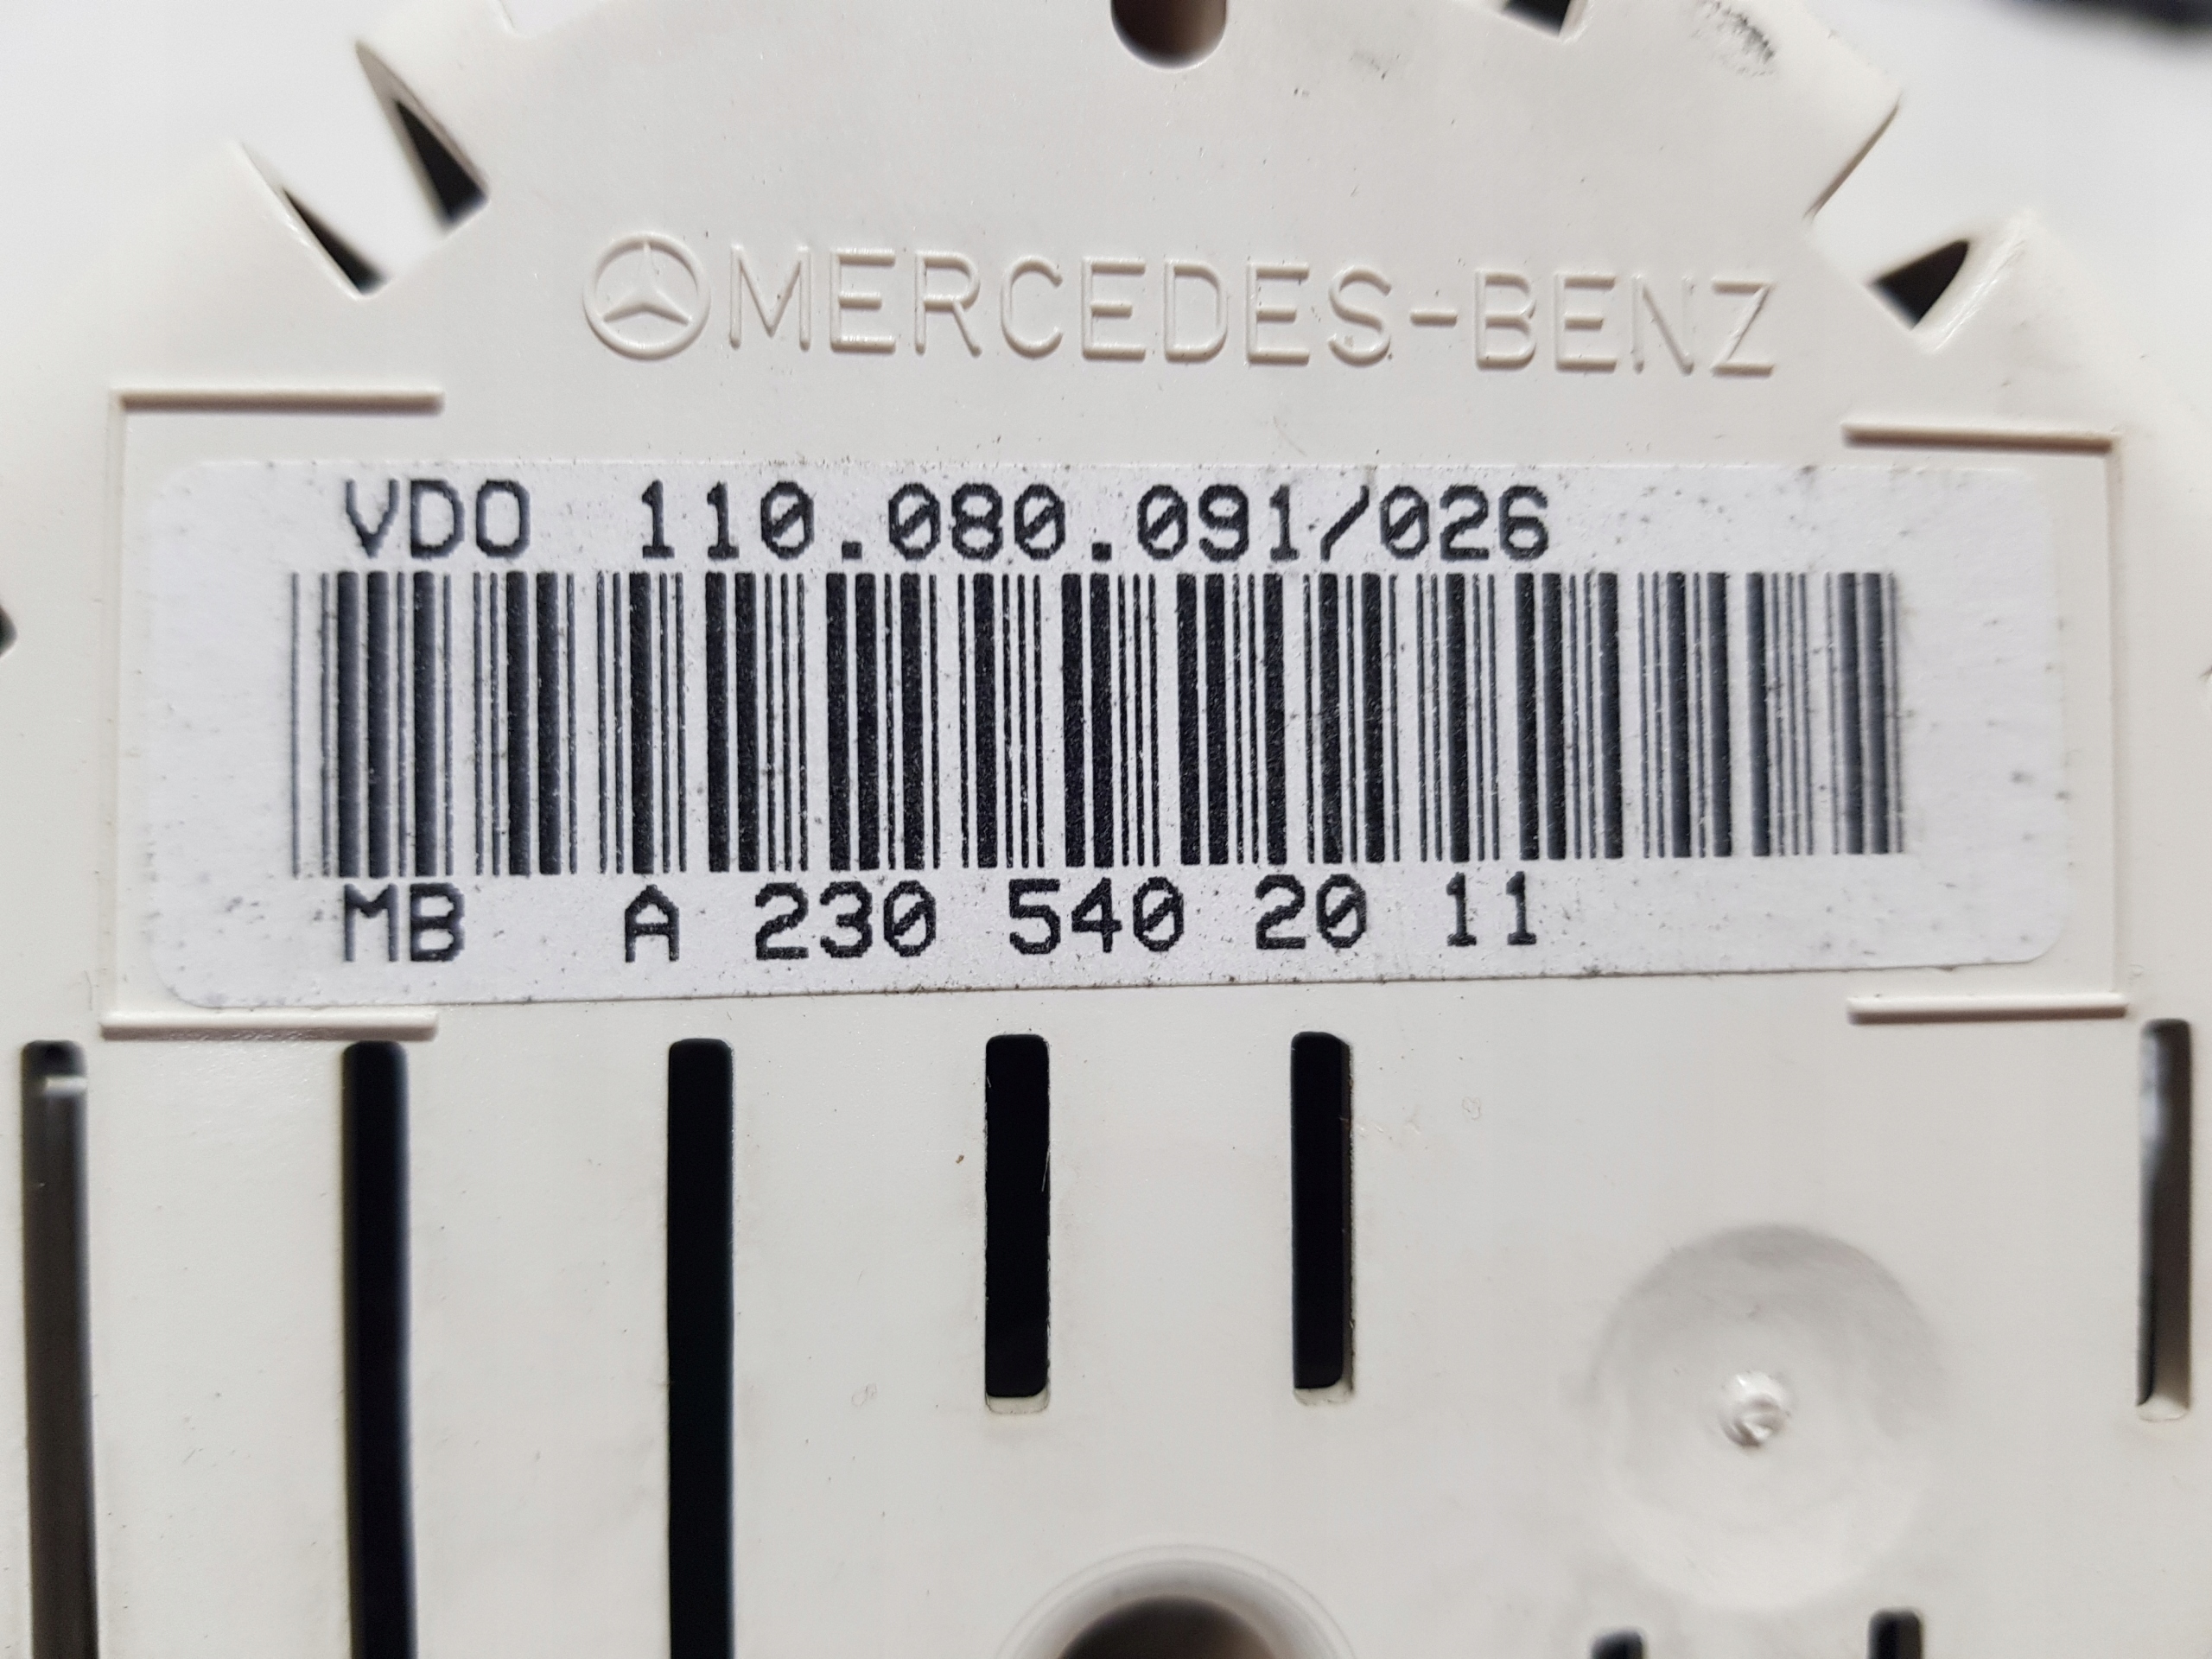 MERCEDES-BENZ
VDO 110.080.091/026
MB A 230 540 20 11